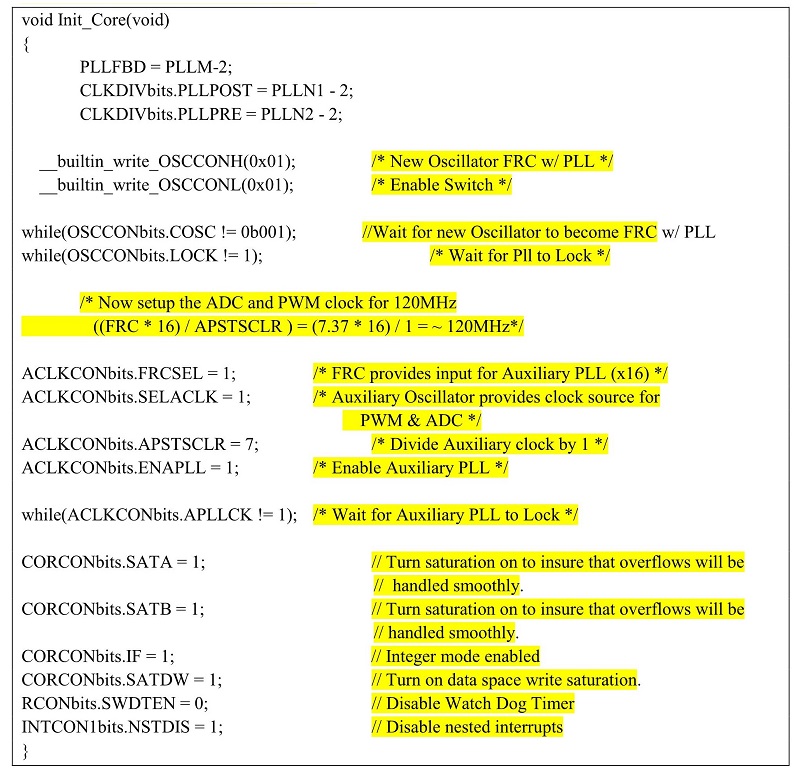 void Init_Core(void)
{
PLLFBD = PLLM-2;
CLKDIVbits.PLLPOST = PLLN1 - 2;
CLKDIVbits.PLLPRE = PLLN2 - 2;
__builtin_write_OSCCONH(0x01); /* New Oscillator FRC w/ PLL */
__builtin_write_OSCCONL(0x01); /* Enable Switch */
while(OSCCONbits.COSC != 0b001); //Wait for new Oscillator to become FRC w/ PLL
while(OSCCONbits.LOCK != 1); /* Wait for Pll to Lock */
/* Now setup the ADC and PWM clock for 120MHz
((FRC * 16) / APSTSCLR ) = (7.37 * 16) / 1 = ~ 120MHz*/
ACLKCONbits.FRCSEL = 1; /* FRC provides input for Auxiliary PLL (x16) */
ACLKCONbits.SELACLK = 1; /* Auxiliary Oscillator provides clock source for
PWM & ADC */
ACLKCONbits.APSTSCLR = 7; /* Divide Auxiliary clock by 1 */
ACLKCONbits.ENAPLL = 1; /* Enable Auxiliary PLL */
while(ACLKCONbits.APLLCK != 1); /* Wait for Auxiliary PLL to Lock */
CORCONbits.SATA = 1; // Turn saturation on to insure that overflows will be
// handled smoothly.
CORCONbits.SATB = 1; // Turn saturation on to insure that overflows will be
// handled smoothly.
CORCONbits.IF = 1; // Integer mode enabled
CORCONbits.SATDW = 1; // Turn on data space write saturation.
RCONbits.SWDTEN = 0; // Disable Watch Dog Timer
INTCON1bits.NSTDIS = 1; // Disable nested interrupts
}